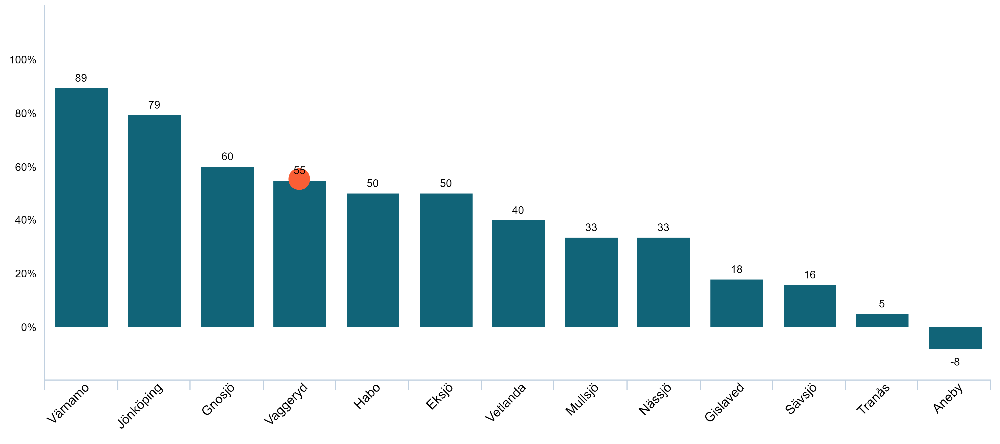 100%
80%
60%
40%
20%
0%
89
79
60
55
50
50
40
33
33
18
16
5
-8
Värnamo
Jönköping
Gnosjö
Vaggeryd
Habo
Eksjö
Vetlanda
Mullsjö
Nässjö
Gislaved
Sävsjö
Tranås
Aneby